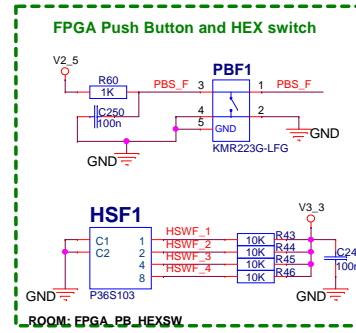 FPGA Push Button and HEX switch
V2_5
R60
1K
PBS_F
C250
100n
GND
PBF1
3
1
PBS_F
4
2
5
GND
GND
KMR223G-LFG
HSF1
C1
1
HSWF_1
10K
R43
C2
2
HSWF_2
10K
R44
4
HSWF_3
10K
R45
8
HSWF_4
10K
R46
P36S103
V3_3
C24
100n
GND
GND
ROOM: FPGA_PB_HEXSW